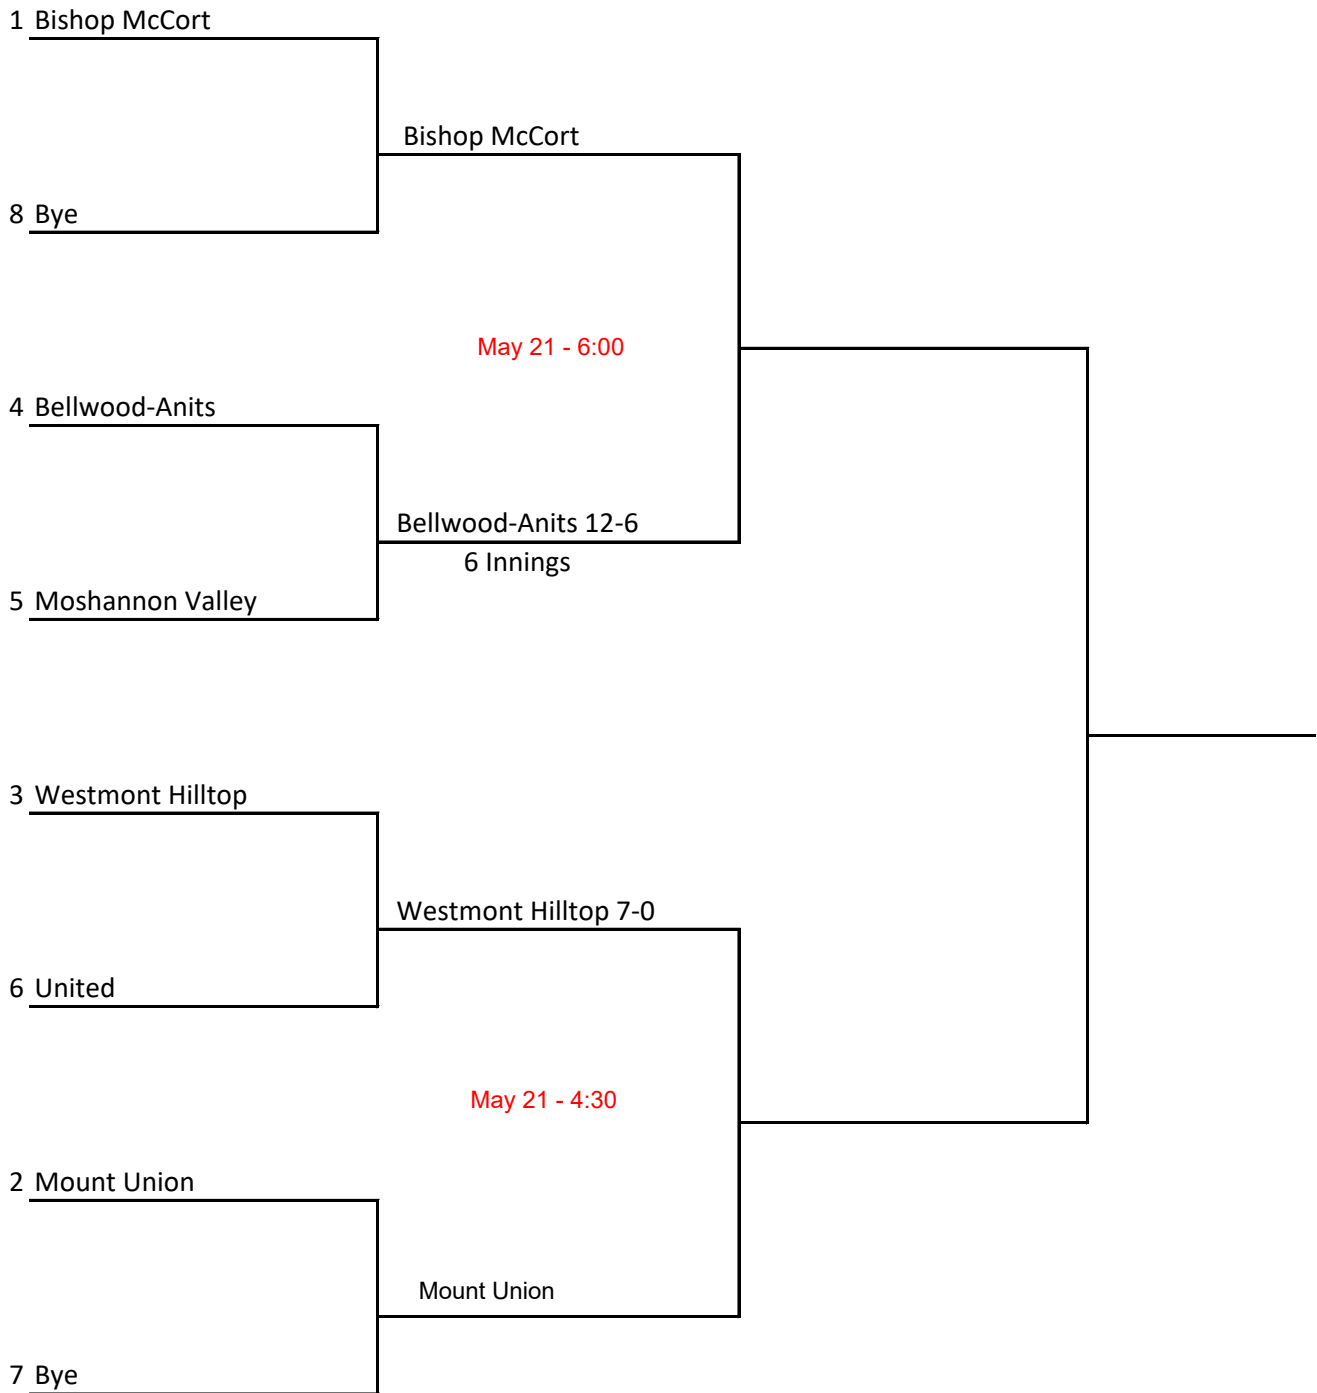 1 Bishop McCort
Bishop McCort
8 Bye
May 21 - 6:00
4 Bellwood-Anits
Bellwood-Anits 12-6
6 Innings
5 Moshannon Valley
3 Westmont Hilltop
Westmont Hilltop 7-0
6 United
May 21 - 4:30
2 Mount Union
Mount Union
7 Bye